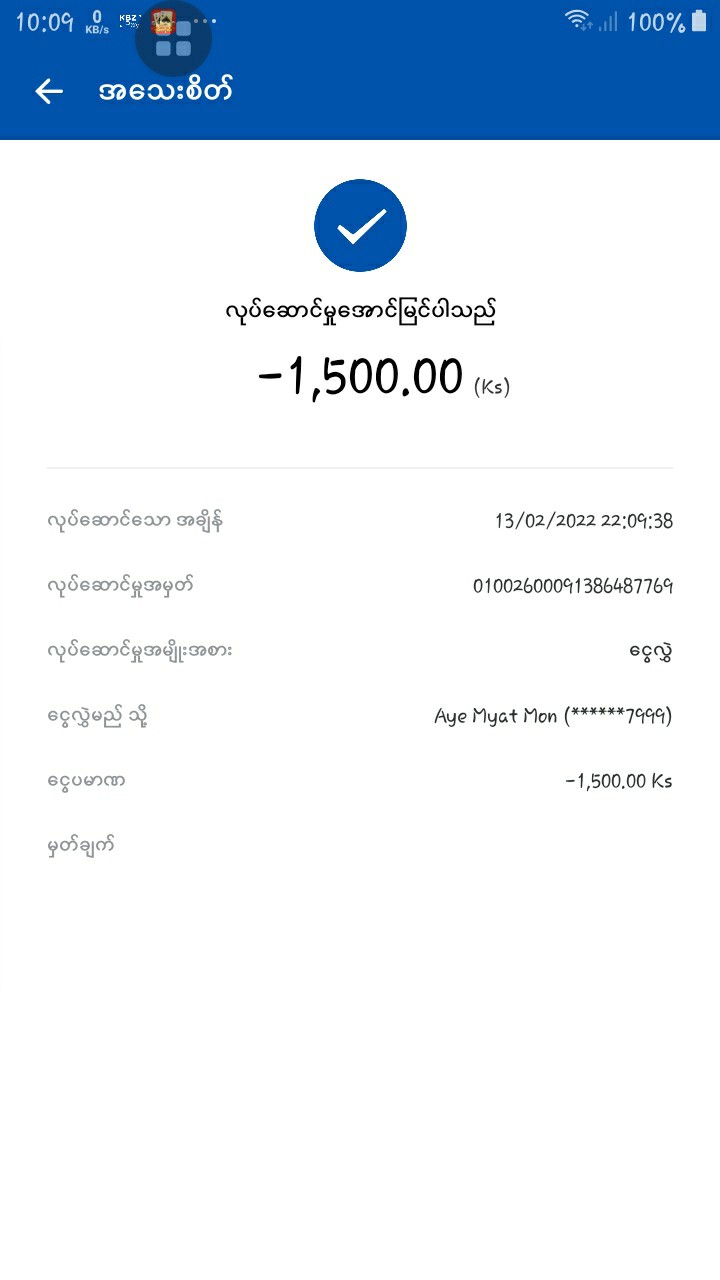 10:09 0 KB/s KBZ 100%
အသေးစိတ်
လုပ်ဆောင်မှုအောင်မြင်ပါသည်
-1,500.00 (Ks)
လုပ်ဆောင်သော အချိန် 13/02/2022 22:09:38
လုပ်ဆောင်မှုအမှတ် 01002600091386487769
လုပ်ဆောင်မှုအမျိုးအစား ငွေလွှဲ
ငွေလွှဲမည် သို့ Aye Myat Mon (******7999)
ငွေပမာဏ -1,500.00 Ks
မှတ်ချက်